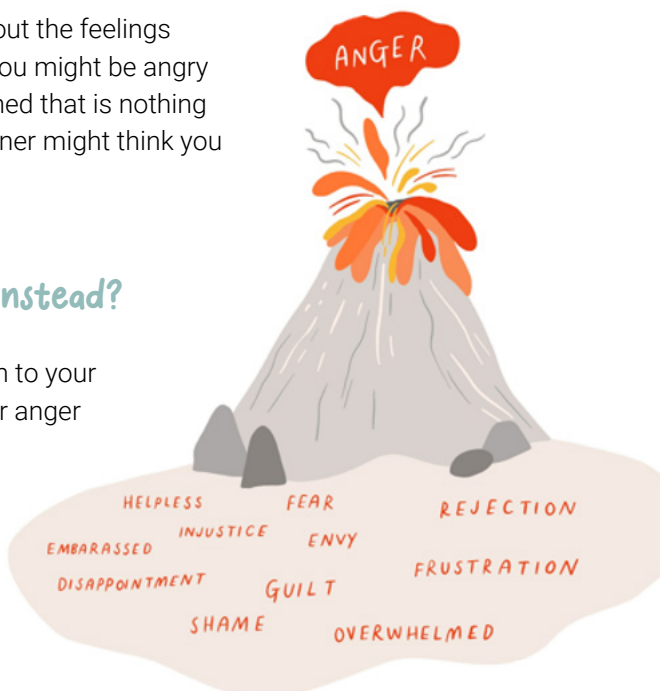 out the feelings
ou might be angry
ned that is nothing
ner might think you
nstead?
n to your
r anger
ANGER
HELPLESS
FEAR
REJECTION
INJUSTICE
ENVY
EMBARASSED
FRUSTRATION
DISAPPOINTMENT
GUILT
SHAME
OVERWHELMED